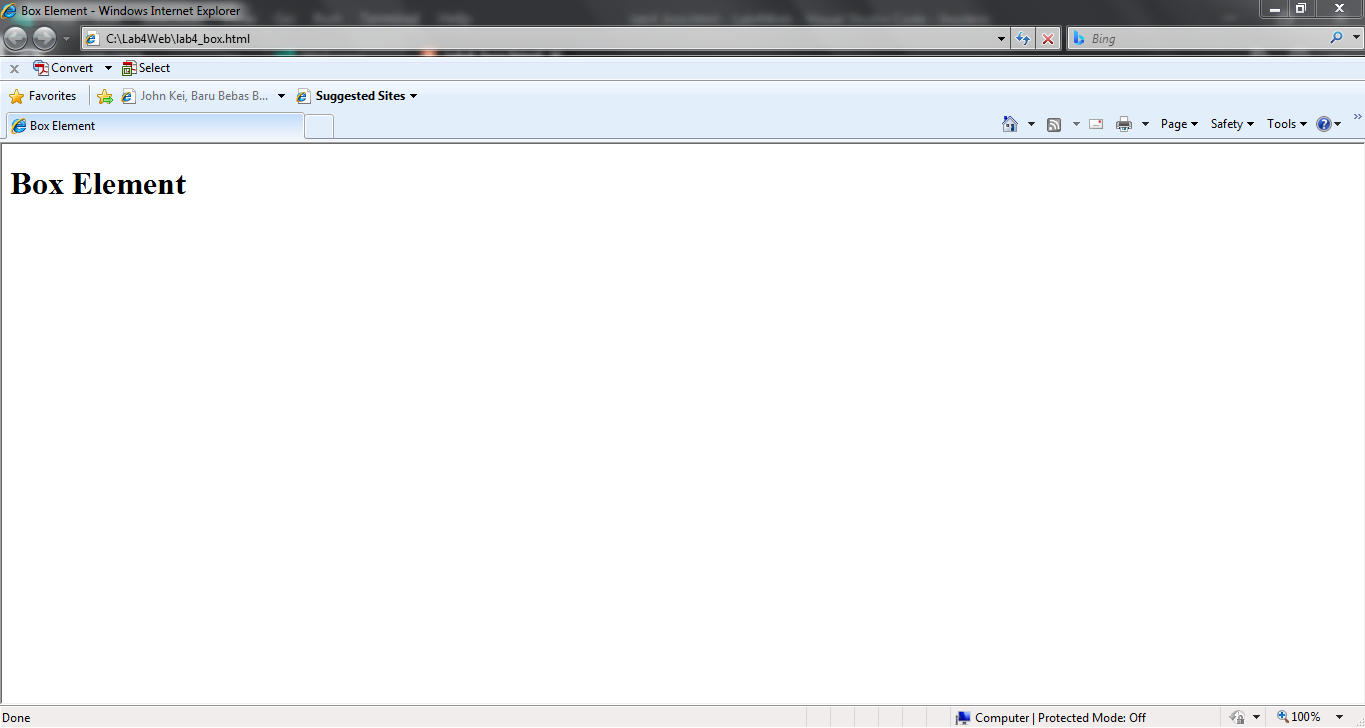 Box Element - Windows Internet Explorer
C:\Lab4Web\lab4_box.html
Bing
x Convert Select
Favorites John Kei, Baru Bebas B... Suggested Sites
Box Element
Page Safety Tools
Box Element
Done
Computer | Protected Mode: Off
100%